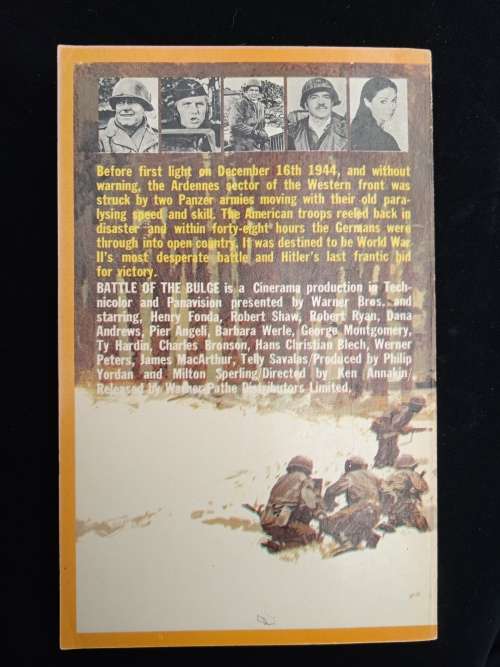 Before first light on December 16th 1944, and without
warning, the Ardennes sector of the Western front was
struck by two Panzer armies moving with their old para-
lysing speed and skill. The American troops reeled back in
disaster and within forty-eight hours the Germans were
through into open country. It was destined to be World War
II's most desperate battle and Hitler's last frantic bid
for victory.
BATTLE OF THE BULGE is a Cinerama production in Tech-
nicolor and Panavision presented by Warner Bros. and
starring, Henry Fonda, Robert Shaw, Robert Ryan, Dana
Andrews, Pier Angeli, Barbara Werle, George Montgomery,
Ty Hardin, Charles Bronson, Hans Christian Blech, Werner
Peters, James MacArthur, Telly Savalas/Produced by Philip
Yordan and Milton Sperling/Directed by Ken Annakin/
Released by Warner-Pathe Distributors Limited.